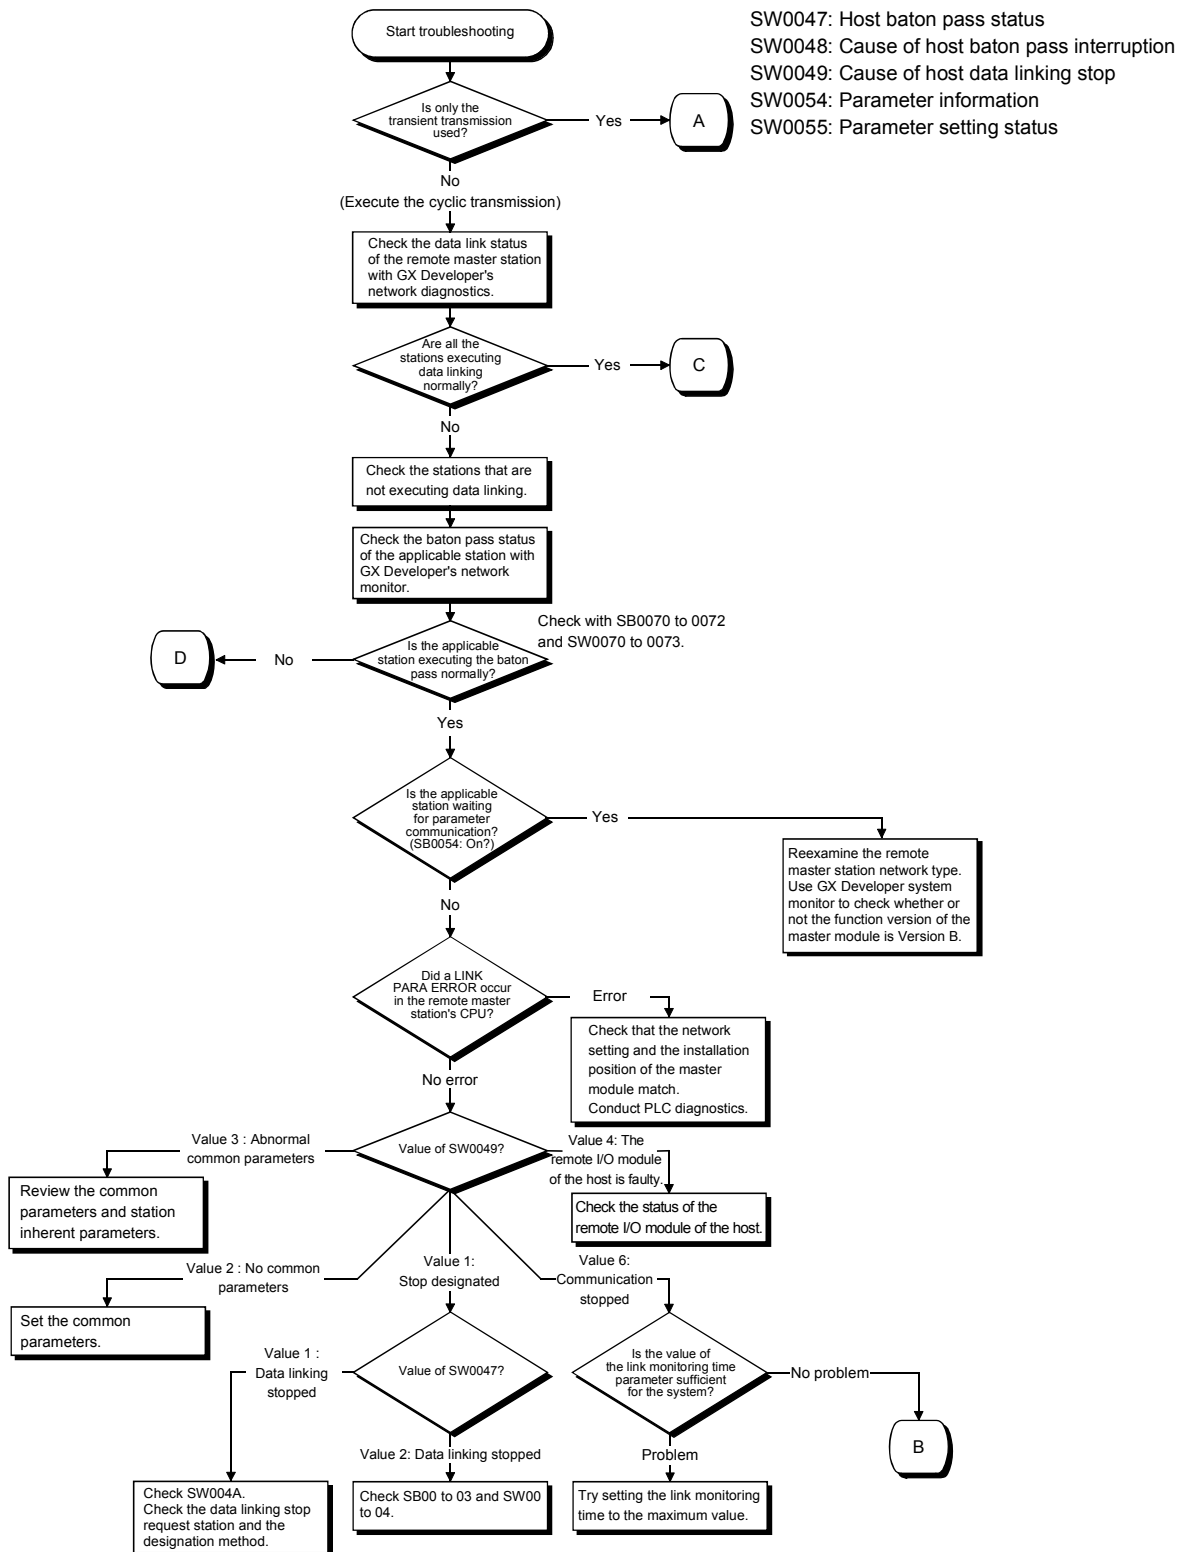 Start troubleshooting
SW0047: Host baton pass status
SW0048: Cause of host baton pass interruption
SW0049: Cause of host data linking stop
SW0054: Parameter information
SW0055: Parameter setting status
Is only the
transient transmission
used?
Yes
A
No
(Execute the cyclic transmission)
Check the data link status
of the remote master station
with GX Developer's
network diagnostics.
Are all the
stations executing
data linking
normally?
Yes
C
No
Check the stations that are
not executing data linking.
Check the baton pass status
of the applicable station with
GX Developer's network
monitor.
Check with SB0070 to 0072
and SW0070 to 0073.
Is the applicable
station executing the baton
pass normally?
No
D
Yes
Is the applicable
station waiting
for parameter
communication?
(SB0054: On?)
Yes
Reexamine the remote
master station network type.
Use GX Developer system
monitor to check whether or
not the function version of the
master module is Version B.
No
Did a LINK
PARA ERROR occur
in the remote master
station's CPU?
Error
Check that the network
setting and the installation
position of the master
module match.
Conduct PLC diagnostics.
No error
Value of SW0049?
Value 3 : Abnormal
common parameters
Review the common
parameters and station
inherent parameters.
Value 4: The
remote I/O module
of the host is faulty.
Check the status of the
remote I/O module of the host.
Value 2 : No common
parameters
Set the common
parameters.
Value 1:
Stop designated
Value 6:
Communication
stopped
Value of SW0047?
Value 1 :
Data linking
stopped
Check SW004A.
Check the data linking stop
request station and the
designation method.
Value 2: Data linking stopped
Check SB00 to 03 and SW00
to 04.
Is the value of
the link monitoring time
parameter sufficient
for the system?
No problem
B
Problem
Try setting the link monitoring
time to the maximum value.